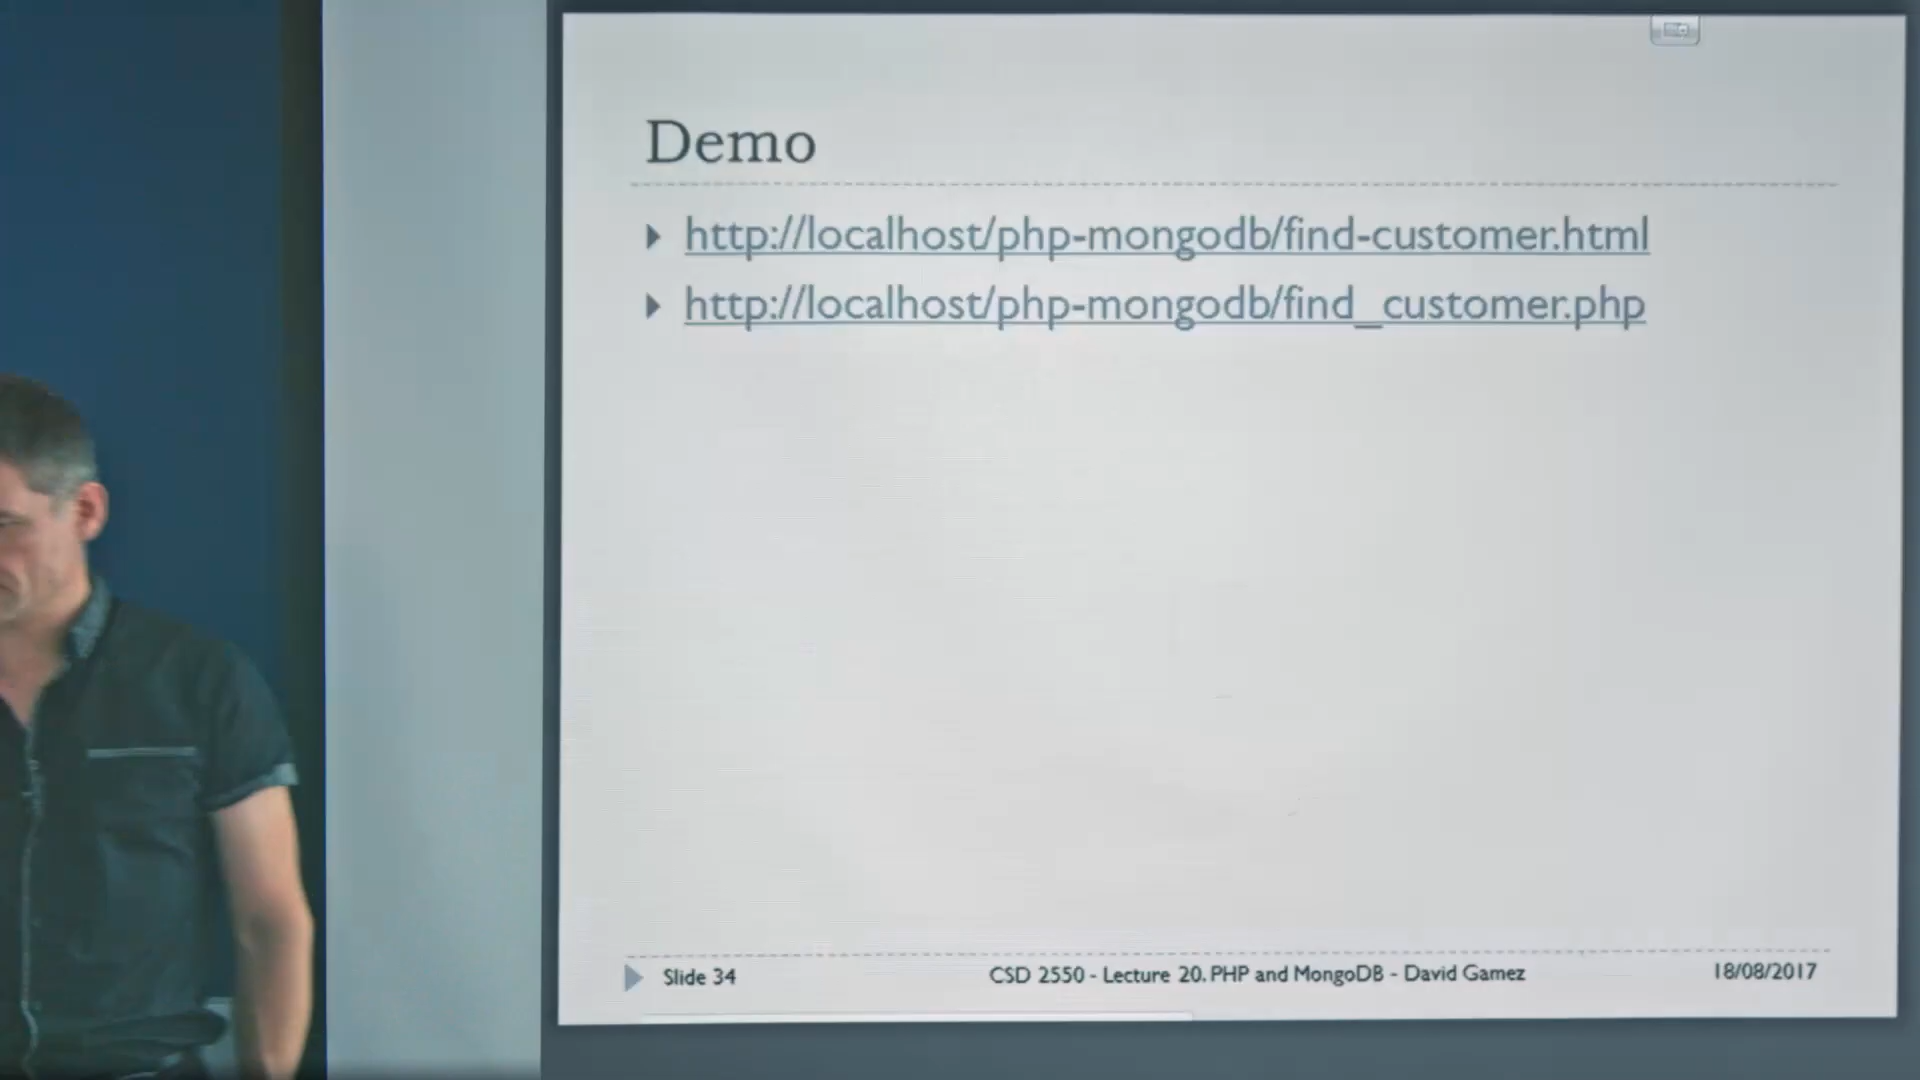 Demo
http://localhost/php-mongodb/find-customer.html
http://localhost/php-mongodb/find_customer.php
Slide 34
CSD 2550 - Lecture 20. PHP and MongoDB - David Gamez
18/08/2017